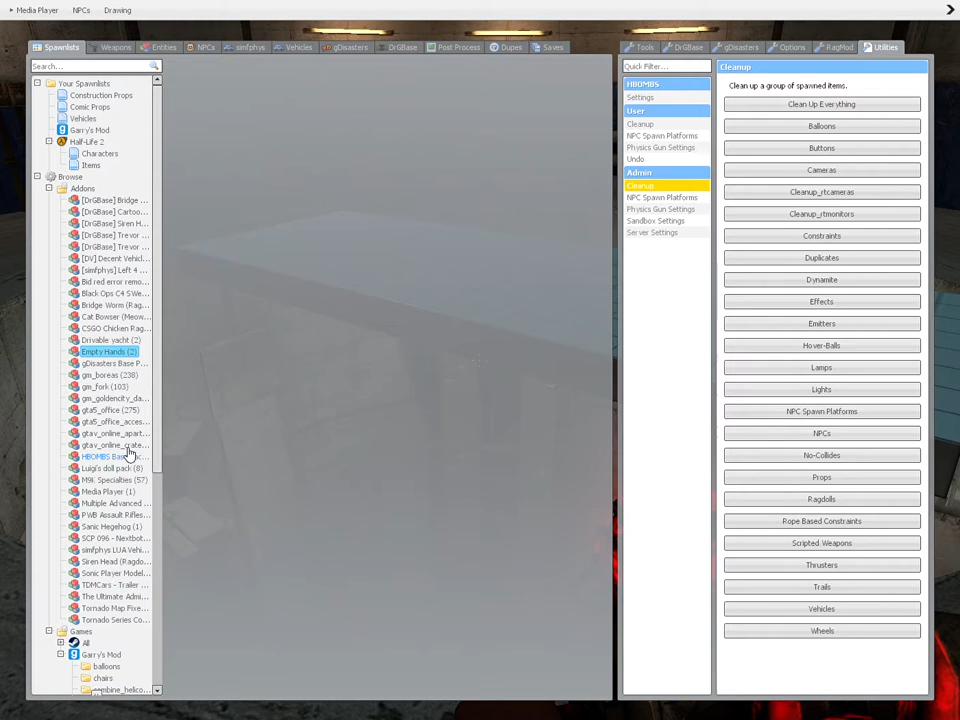 Media Player NPCs Drawing
Spawnlists Weapons Entities NPCs simfphys Vehicles gDisasters DrGBase Post Process Dupes Saves
Search...
Your Spawnlists
Construction Props
Comic Props
Vehicles
Garry's Mod
Half-Life 2
Characters
Items
Browse
Addons
[DrGBase] Bridge ...
[DrGBase] Cartoo...
[DrGBase] Siren H...
[DrGBase] Trevor ...
[DrGBase] Trevor ...
[DV] Decent Vehicl...
[simfphys] Left 4 ...
Bid red error remo...
Black Ops C4 SWe...
Bridge Worm (Rag...
Cat Bowser (Meow...
CSGO Chicken Rag...
Drivable yacht (2)
Empty Hands (2)
gDisasters Base P...
gm_boreas (238)
gm_fork (103)
gm_goldencity_da...
gta5_office (275)
gta5_office_acces...
gtav_online_apart...
gtav_online_crate...
HBOMBS Bas
Luigi's doll pack (8)
M9K Specialties (57)
Media Player (1)
Multiple Advanced ...
PWB Assault Rifles...
Sanic Hegehog (1)
SCP 096 - Nextbot...
simfphys LUA Vehi...
Siren Head (Ragdo...
Sonic Player Model...
TDMCars - Trailer ...
The Ultimate Admi...
Tornado Map Fixe...
Tornado Series Co...
Games
All
Garry's Mod
balloons
chairs
combine_helico...
Tools DrGBase gDisasters Options RagMod Utilities
Quick Filter...
HBOMBS
Settings
User
Cleanup
NPC Spawn Platforms
Physics Gun Settings
Undo
Admin
Cleanup
NPC Spawn Platforms
Physics Gun Settings
Sandbox Settings
Server Settings
Cleanup
Clean up a group of spawned items.
Clean Up Everything
Balloons
Buttons
Cameras
Cleanup_rtcameras
Cleanup_rtmonitors
Constraints
Duplicates
Dynamite
Effects
Emitters
Hover-Balls
Lamps
Lights
NPC Spawn Platforms
NPCs
No-Collides
Props
Ragdolls
Rope Based Constraints
Scripted Weapons
Thrusters
Trails
Vehicles
Wheels